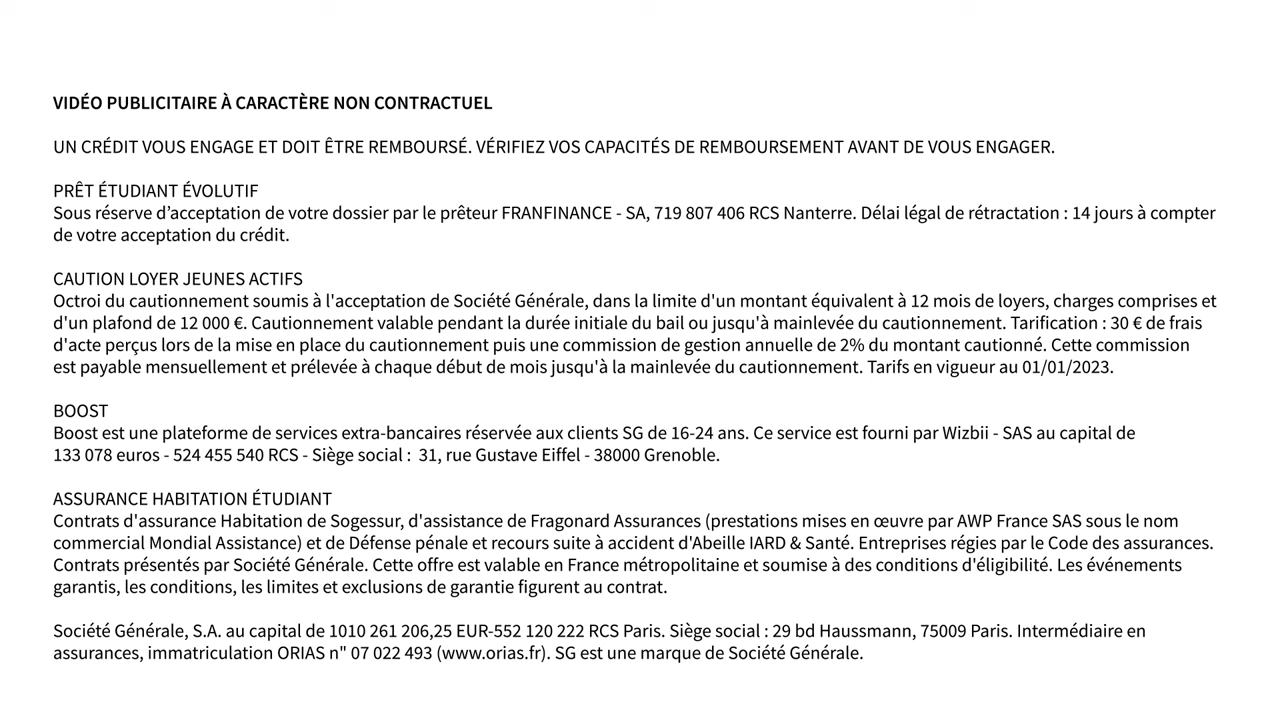 VIDÉO PUBLICITAIRE À CARACTÈRE NON CONTRACTUEL
UN CRÉDIT VOUS ENGAGE ET DOIT ÊTRE REMBOURSÉ. VÉRIFIEZ VOS CAPACITÉS DE REMBOURSEMENT AVANT DE VOUS ENGAGER.
PRÊT ÉTUDIANT ÉVOLUTIF
Sous réserve d’acceptation de votre dossier par le prêteur FRANFINANCE - SA, 719 807 406 RCS Nanterre. Délai légal de rétractation : 14 jours à compter
de votre acceptation du crédit.
CAUTION LOYER JEUNES ACTIFS
Octroi du cautionnement soumis à l'acceptation de Société Générale, dans la limite d'un montant équivalent à 12 mois de loyers, charges comprises et
d'un plafond de 12 000 €. Cautionnement valable pendant la durée initiale du bail ou jusqu'à mainlevée du cautionnement. Tarification : 30 € de frais
d'acte perçus lors de la mise en place du cautionnement puis une commission de gestion annuelle de 2% du montant cautionné. Cette commission
est payable mensuellement et prélevée à chaque début de mois jusqu'à la mainlevée du cautionnement. Tarifs en vigueur au 01/01/2023.
BOOST
Boost est une plateforme de services extra-bancaires réservée aux clients SG de 16-24 ans. Ce service est fourni par Wizbii - SAS au capital de
133 078 euros - 524 455 540 RCS - Siège social :  31, rue Gustave Eiffel - 38000 Grenoble.
ASSURANCE HABITATION ÉTUDIANT
Contrats d'assurance Habitation de Sogessur, d'assistance de Fragonard Assurances (prestations mises en œuvre par AWP France SAS sous le nom
commercial Mondial Assistance) et de Défense pénale et recours suite à accident d'Abeille IARD & Santé. Entreprises régies par le Code des assurances.
Contrats présentés par Société Générale. Cette offre est valable en France métropolitaine et soumise à des conditions d'éligibilité. Les événements
garantis, les conditions, les limites et exclusions de garantie figurent au contrat.
Société Générale, S.A. au capital de 1010 261 206,25 EUR-552 120 222 RCS Paris. Siège social : 29 bd Haussmann, 75009 Paris. Intermédiaire en
assurances, immatriculation ORIAS n" 07 022 493 (www.orias.fr). SG est une marque de Société Générale.